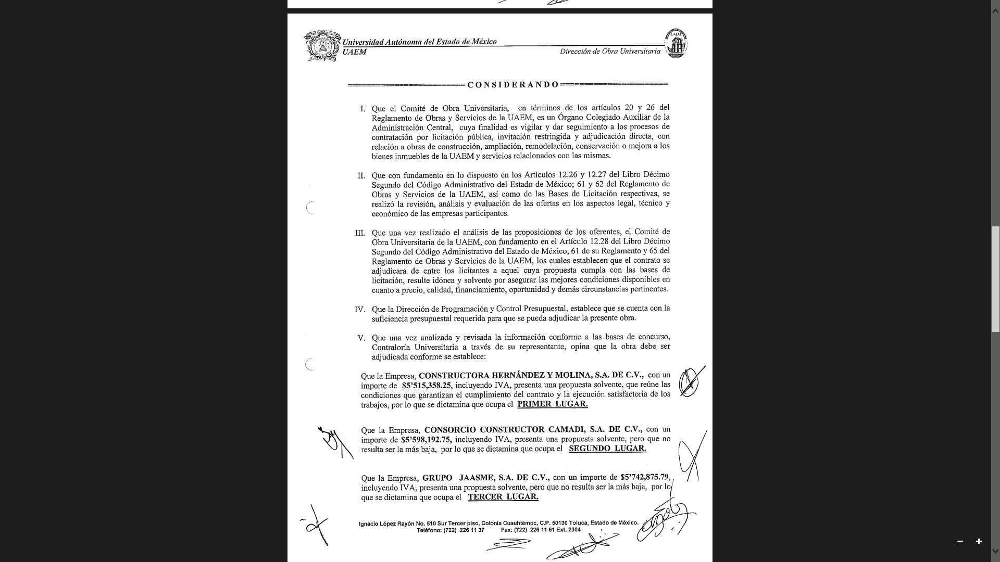 Universidad Autónoma del Estado de México
UAEM
Dirección de Obra Universitaria
UAEM
=========================CONSIDERANDO=======================
I. Que el Comité de Obra Universitaria, en términos de los artículos 20 y 26 del
Reglamento de Obras y Servicios de la UAEM, es un Órgano Colegiado Auxiliar de la
Administración Central, cuya finalidad es vigilar y dar seguimiento a los procesos de
contratación por licitación pública, invitación restringida y adjudicación directa, con
relación a obras de construcción, ampliación, remodelación, conservación o mejora a los
bienes inmuebles de la UAEM y servicios relacionados con las mismas.
II. Que con fundamento en lo dispuesto en los Artículos 12.26 y 12.27 del Libro Décimo
Segundo del Código Administrativo del Estado de México; 61 y 62 del Reglamento de
Obras y Servicios de la UAEM, así como de las Bases de Licitación respectivas, se
realizó la revisión, análisis y evaluación de las ofertas en los aspectos legal, técnico y
económico de las empresas participantes.
III. Que una vez realizado el análisis de las proposiciones de los oferentes, el Comité de
Obra Universitaria de la UAEM, con fundamento en el Artículo 12.28 del Libro Décimo
Segundo del Código Administrativo del Estado de México, 61 de su Reglamento y 65 del
Reglamento de Obras y Servicios de la UAEM, los cuales establecen que el contrato se
adjudicara de entre los licitantes a aquel cuya propuesta cumpla con las bases de
licitación, resulte idónea y solvente por asegurar las mejores condiciones disponibles en
cuanto a precio, calidad, financiamiento, oportunidad y demás circunstancias pertinentes.
IV. Que la Dirección de Programación y Control Presupuestal, establece que se cuenta con la
suficiencia presupuestal requerida para que se pueda adjudicar la presente obra.
V. Que una vez analizada y revisada la información conforme a las bases de concurso,
Contraloría Universitaria a través de su representante, opina que la obra debe ser
adjudicada conforme se establece:
Que la Empresa, CONSTRUCTORA HERNÁNDEZ Y MOLINA, S.A. DE C.V., con un
importe de $5’515,358.25, incluyendo IVA, presenta una propuesta solvente, que reúne las
condiciones que garantizan el cumplimiento del contrato y la ejecución satisfactoria de los
trabajos, por lo que se dictamina que ocupa el PRIMER LUGAR.
Que la Empresa, CONSORCIO CONSTRUCTOR CAMADI, S.A. DE C.V., con un
importe de $5’598,192.75, incluyendo IVA, presenta una propuesta solvente, pero que no
resulta ser la más baja, por lo que se dictamina que ocupa el SEGUNDO LUGAR.
Que la Empresa, GRUPO JAASME, S.A. DE C.V., con un importe de $5’742,875.79,
incluyendo IVA, presenta una propuesta solvente, pero que no resulta ser la más baja, por lo
que se dictamina que ocupa el TERCER LUGAR.
Ignacio López Rayón No. 510 Sur Tercer piso, Colonia Cuauhtémoc, C.P. 50130 Toluca, Estado de México.
Teléfono: (722) 226 11 37 Fax: (722) 226 11 61 Ext. 2304